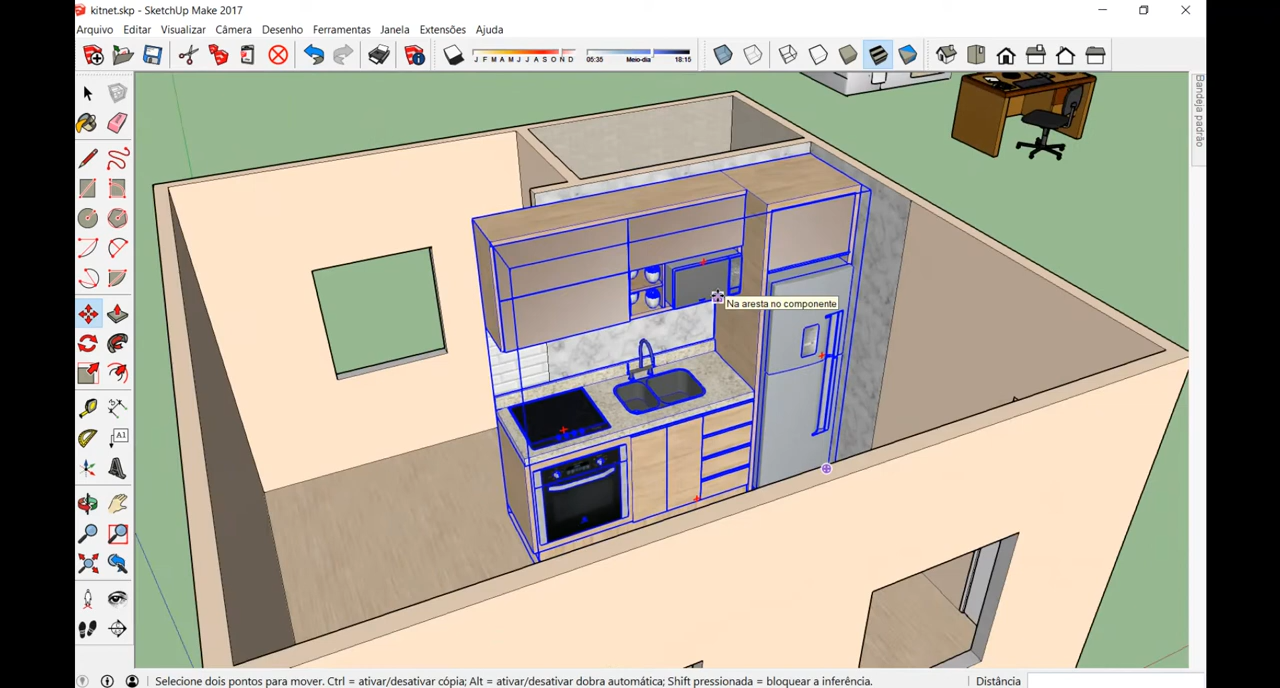 kitnet.skp - SketchUp Make 2017
Arquivo Editar Visualizar Câmera Desenho Ferramentas Janela Extensões Ajuda
J F M A M J J A S O N D 05:35 Meio-dia 18:15
Bandeja padrão
A1
Na aresta no componente
Selecione dois pontos para mover. Ctrl = ativar/desativar cópia; Alt = ativar/desativar dobra automática; Shift pressionada = bloquear a inferência. Distância